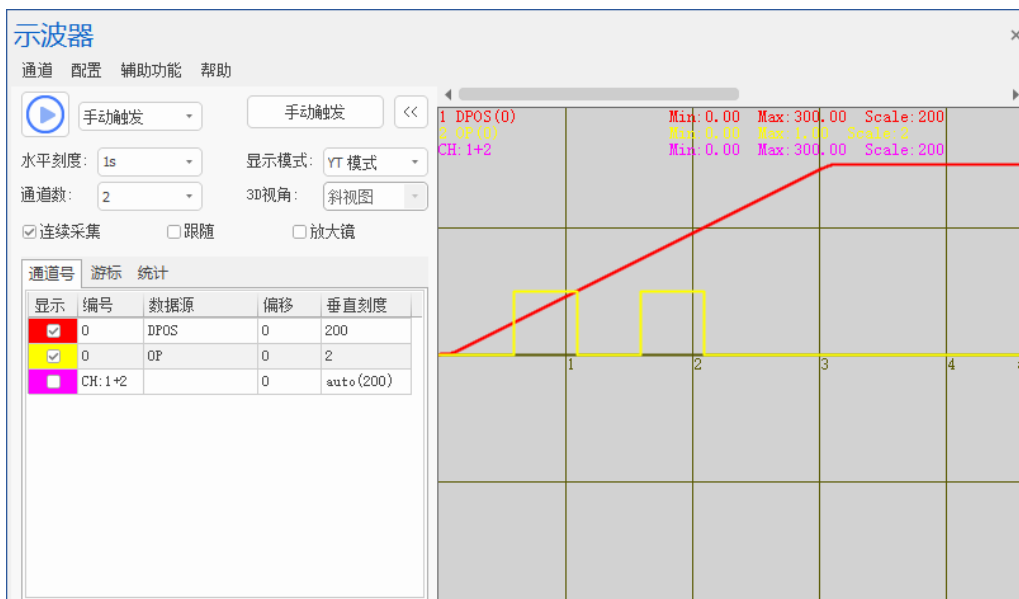 示波器
通道 配置 辅助功能 帮助
手动触发 手动触发 <<
水平刻度: 1s 显示模式: YT 模式
通道数: 2 3D视角: 斜视图
连续采集 跟随 放大镜
通道号 游标 统计
显示 编号 数据源 偏移 垂直刻度
0 DPOS 0 200
0 OP 0 2
CH:1+2 0 auto(200)
1 DPOS(0) Min:0.00 Max:300.00 Scale:200
2 OP(0) Min:0.00 Max:1.00 Scale:2
CH:1+2 Min:0.00 Max:300.00 Scale:200
1 2 3 4